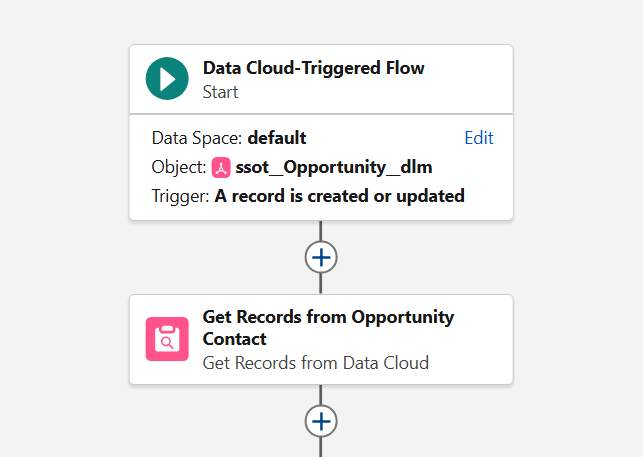 Data Cloud-Triggered Flow
Start
Data Space: default Edit
Object: ssot__Opportunity__dlm
Trigger: A record is created or updated
Get Records from Opportunity
Contact
Get Records from Data Cloud